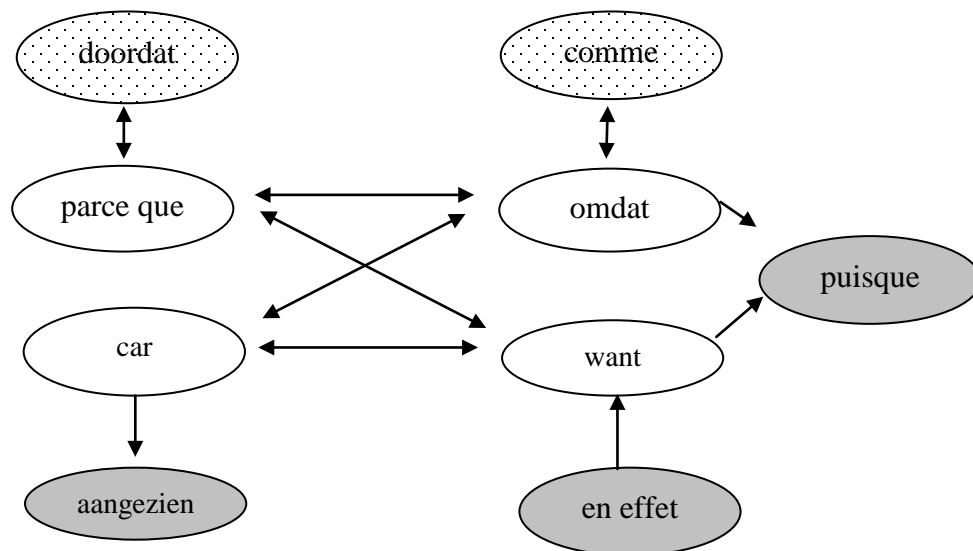 doordat
comme
parce que
omdat
puisque
car
want
aangezien
en effet